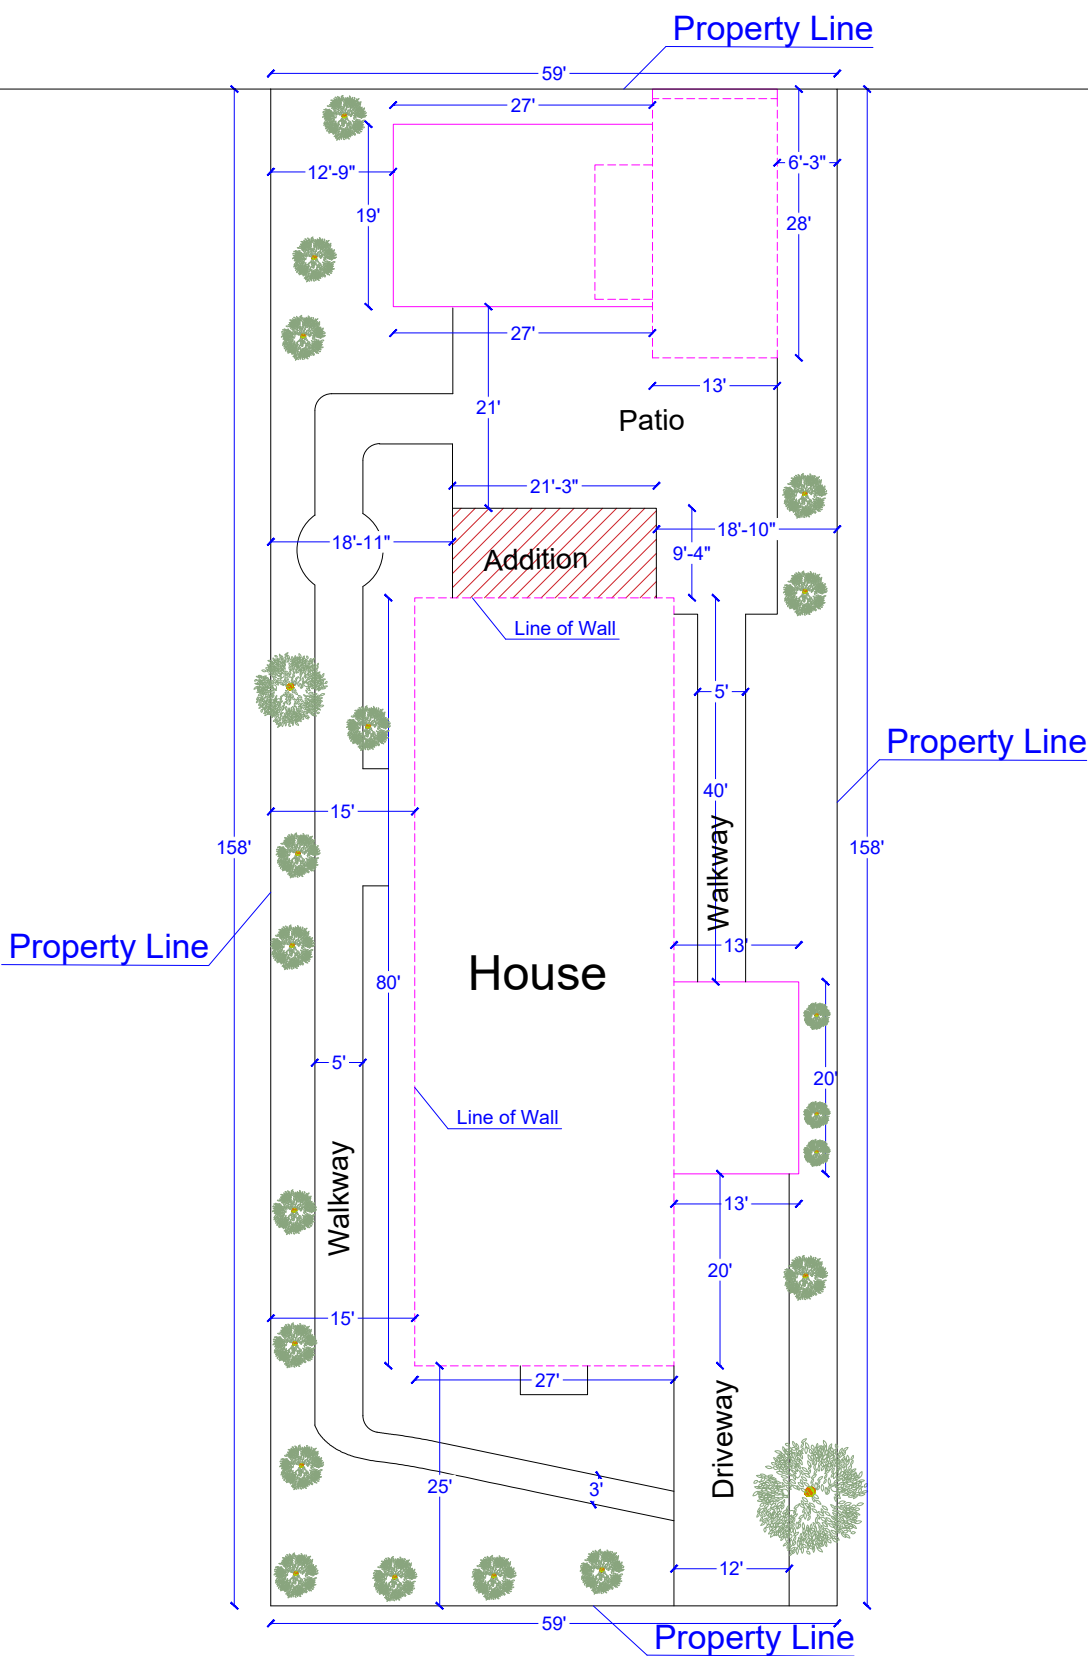 Property Line
59'
27'
12'-9"
6'-3"
19'
28'
27'
13'
21'
Patio
21'-3"
18'-10"
18'-11"
9'-4"
Addition
Line of Wall
5'
Property Line
40'
15'
158'
158'
Walkway
Property Line
13'
House
80'
5'
20'
Line of Wall
Walkway
13'
20'
15'
27'
Driveway
25'
3'
12'
59'
Property Line